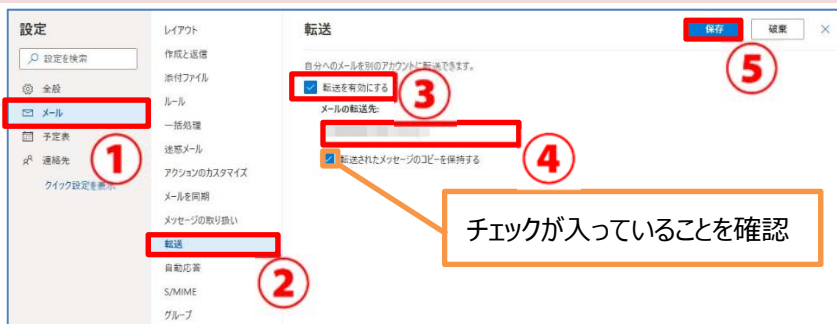 設定
設定を検索
全般
メール
予定表
連絡先
クイック設定を表示
①
レイアウト
作成と返信
添付ファイル
ルール
一括処理
迷惑メール
アクションのカスタマイズ
メールを同期
メッセージの取り扱い
転送
自動応答
S/MIME
グループ
②
転送
保存
破棄
⑤
自分へのメールを別のアカウントに転送できます。
転送を有効にする
③
メールの転送先:
④
転送されたメッセージのコピーを保持する
チェックが入っていることを確認